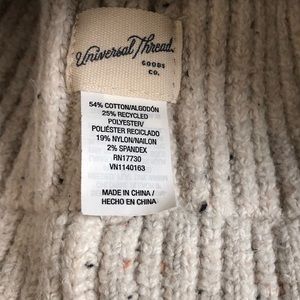 Universal Thread
GOODS
CO.
54% COTTON/ALGODÓN
25% RECYCLED
POLYESTER/
POLIÉSTER RECICLADO
19% NYLON/NAILON
2% SPANDEX
RN17730
VN1140163
MADE IN CHINA/
HECHO EN CHINA